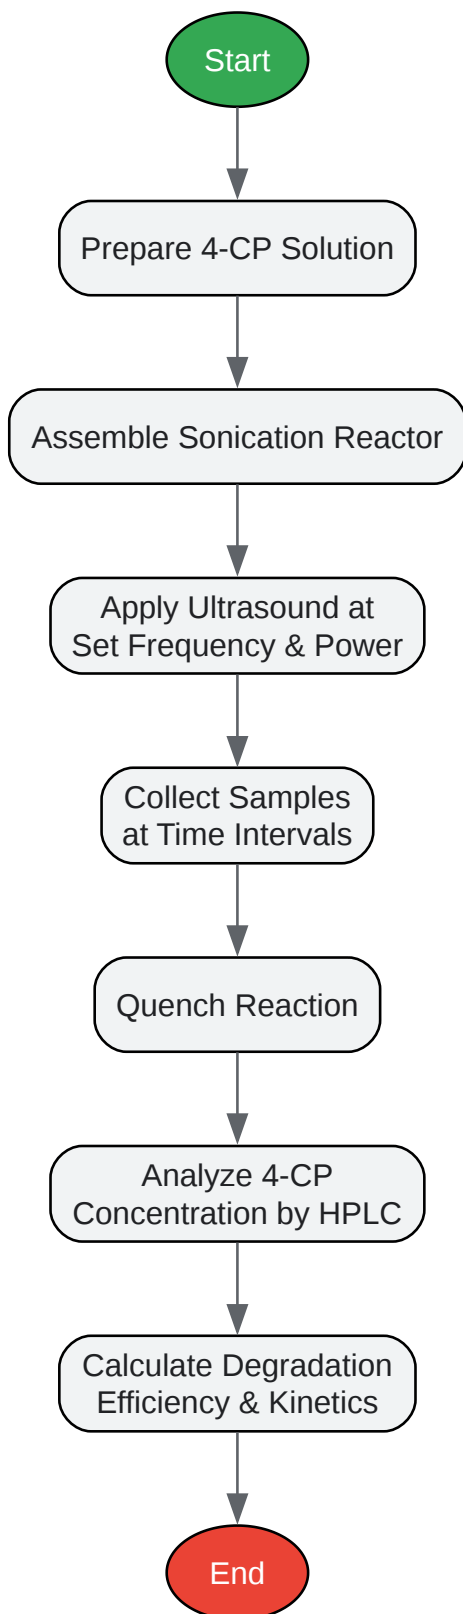 Start
Prepare 4-CP Solution
Assemble Sonication Reactor
Apply Ultrasound at
Set Frequency & Power
Collect Samples
at Time Intervals
Quench Reaction
Analyze 4-CP
Concentration by HPLC
Calculate Degradation
Efficiency & Kinetics
End